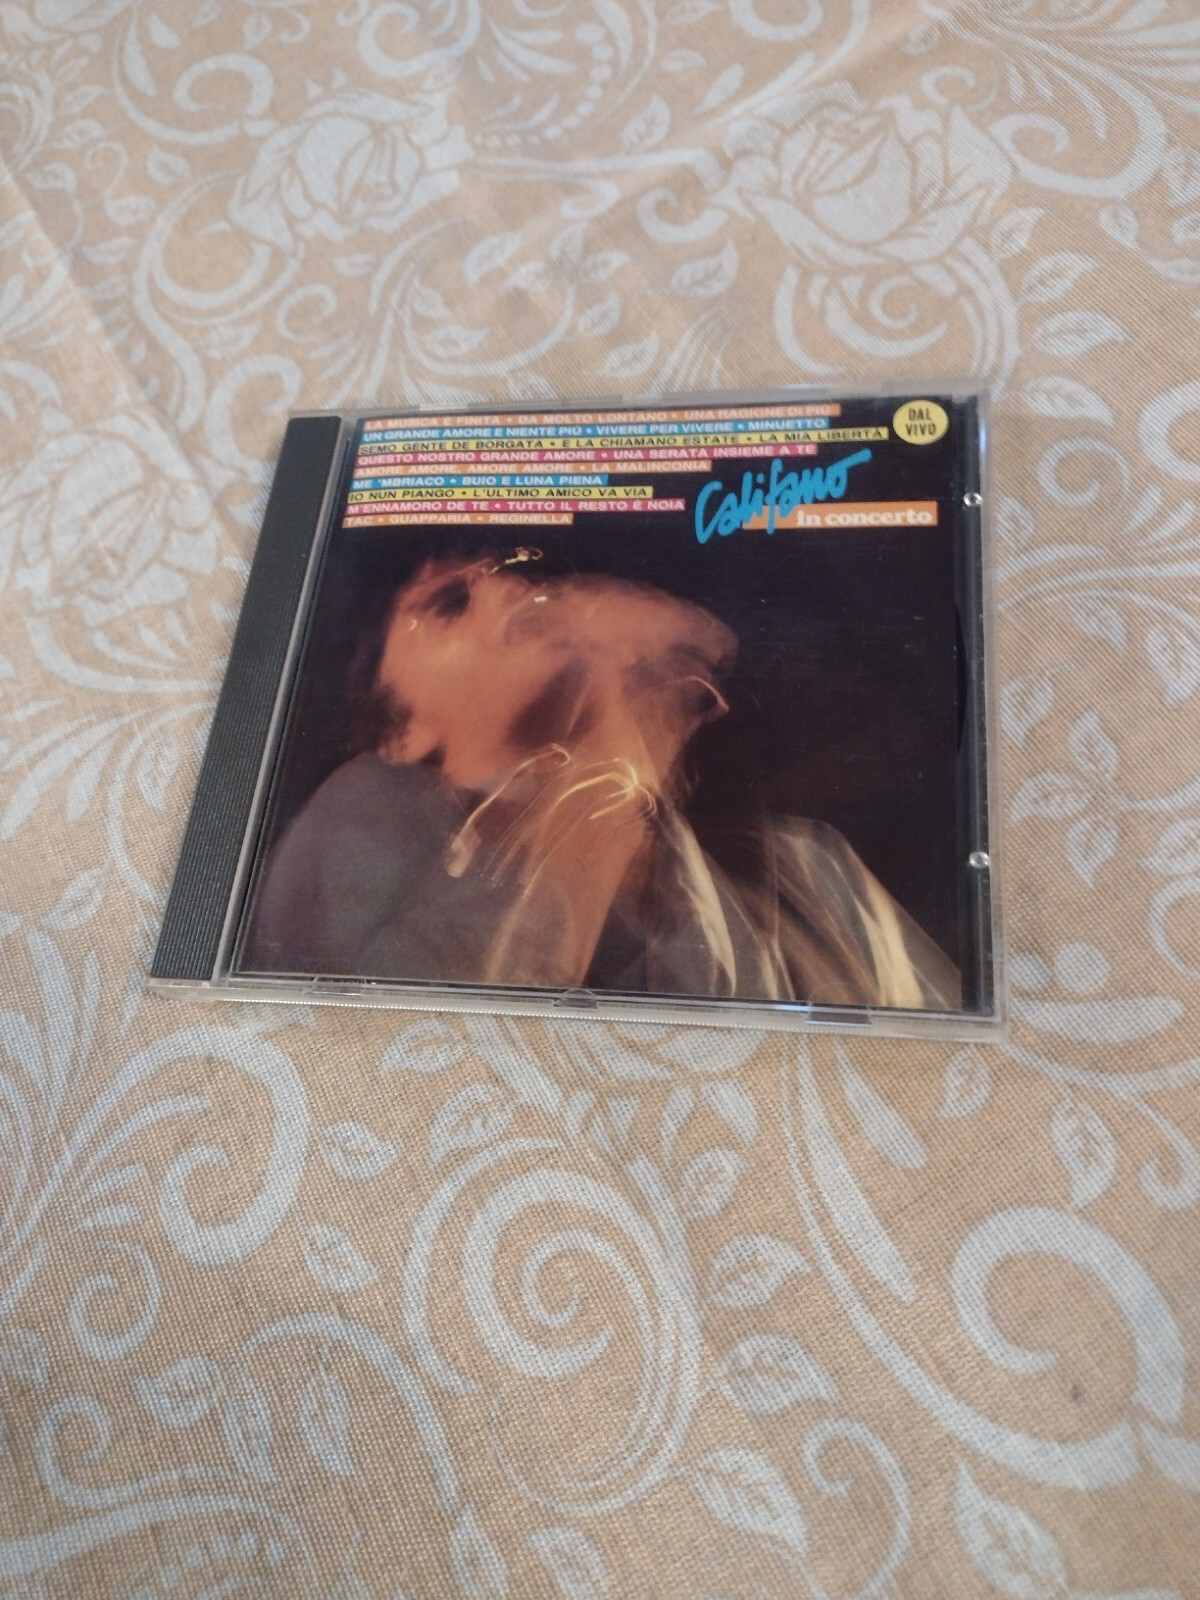 LA MUSICA È FINITA • DA MOLTO LONTANO • UNA RAGIONE DI PIÙ
UN GRANDE AMORE E NIENTE PIÙ • VIVERE PER VIVERE • MINUETTO
SEMO GENTE DE BORGATA • E LA CHIAMANO ESTATE • LA MIA LIBERTÀ
QUESTO NOSTRO GRANDE AMORE • UNA SERATA INSIEME A TE
AMORE AMORE, AMORE AMORE • LA MALINCONIA
ME 'MBRIACO • BUIO E LUNA PIENA
IO NUN PIANGO • L'ULTIMO AMICO VA VIA
M'ENNAMORO DE TE • TUTTO IL RESTO È NOIA
TAC • GUAPPARIA • REGINELLA
DAL
VIVO
Califano
in concerto